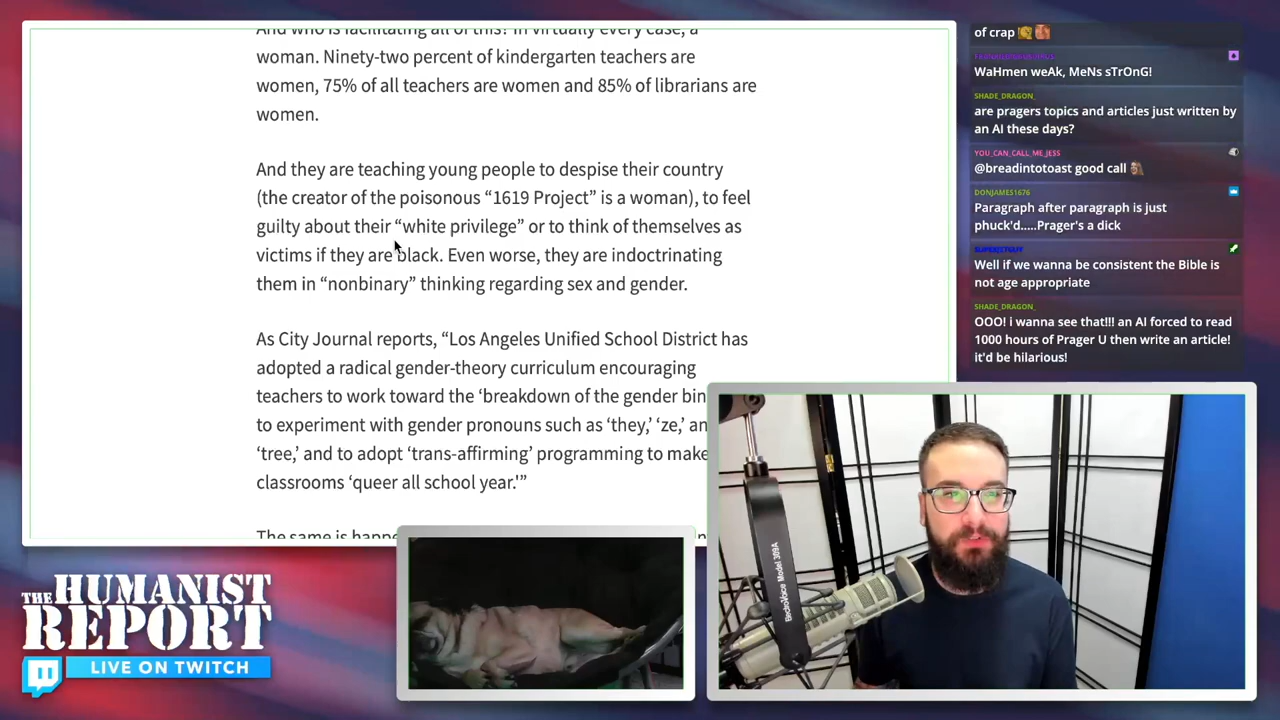 And who is facilitating all of this? In virtually every case, a
woman. Ninety-two percent of kindergarten teachers are
women, 75% of all teachers are women and 85% of librarians are
women.
And they are teaching young people to despise their country
(the creator of the poisonous “1619 Project” is a woman), to feel
guilty about their “white privilege” or to think of themselves as
victims if they are black. Even worse, they are indoctrinating
them in “nonbinary” thinking regarding sex and gender.
As City Journal reports, “Los Angeles Unified School District has
adopted a radical gender-theory curriculum encouraging
teachers to work toward the ‘breakdown of the gender bin
to experiment with gender pronouns such as ‘they,’ ‘ze,’ an
‘tree,’ and to adopt ‘trans-affirming’ programming to make
classrooms ‘queer all school year.’”
The same is happe
of crap
WaHmen weAk, MeNs sTrOnG!
SHADE_DRAGON_
are pragers topics and articles just written by
an AI these days?
YOU_CAN_CALL_ME_JESS
@breadintotoast good call
DONJAMES1676
Paragraph after paragraph is just
phuck'd.....Prager's a dick
Well if we wanna be consistent the Bible is
not age appropriate
SHADE_DRAGON_
OOO! i wanna see that!!! an AI forced to read
1000 hours of Prager U then write an article!
it'd be hilarious!
ElectroVoice Model 309A
THE HUMANIST
REPORT
LIVE ON TWITCH